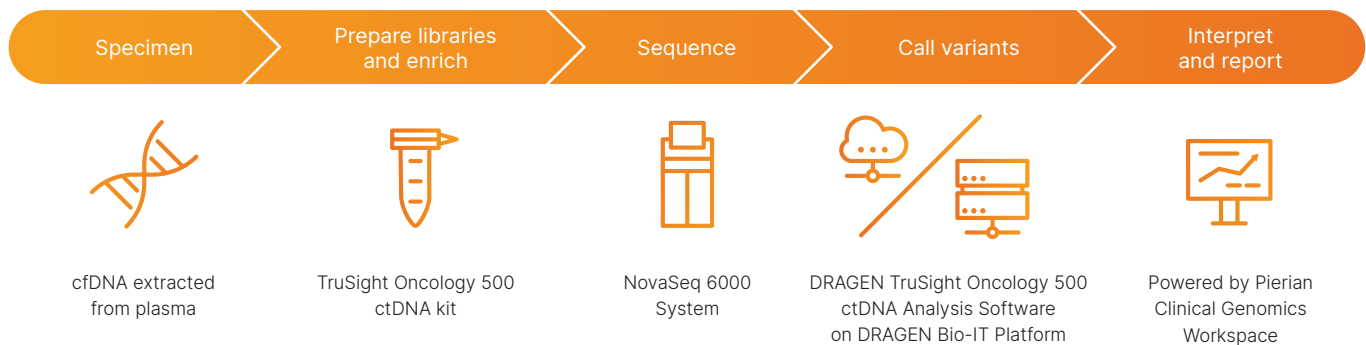 Specimen
Prepare libraries
and enrich
Sequence
Call variants
Interpret
and report
cfDNA extracted
from plasma
TruSight Oncology 500
ctDNA kit
NovaSeq 6000
System
DRAGEN TruSight Oncology 500
ctDNA Analysis Software
on DRAGEN Bio-IT Platform
Powered by Pierian
Clinical Genomics
Workspace